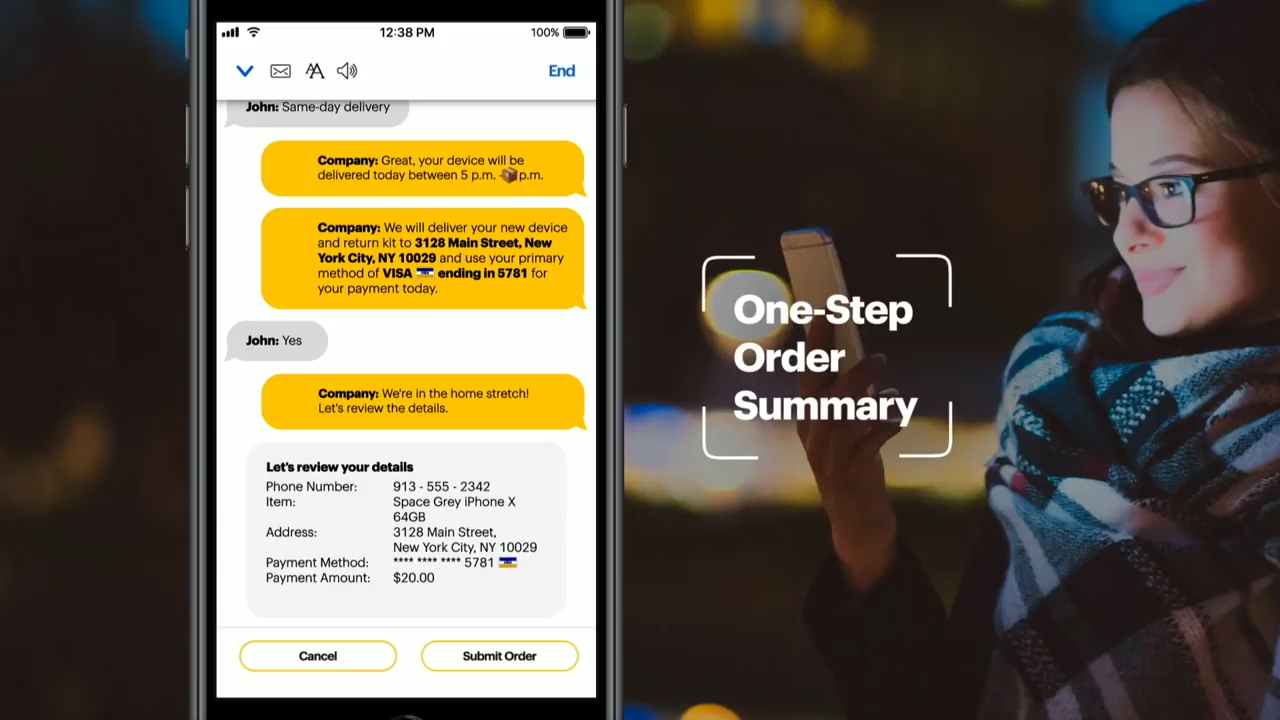 12:38 PM
100%
AA
End
John: Same-day delivery
Company: Great, your device will be
delivered today between 5 p.m. p.m.
Company: We will deliver your new device
and return kit to 3128 Main Street, New
York City, NY 10029 and use your primary
method of VISA ending in 5781 for
your payment today.
John: Yes
Company: We're in the home stretch!
Let's review the details.
Let's review your details
Phone Number: 913 - 555 - 2342
Item: Space Grey iPhone X
64GB
Address: 3128 Main Street,
New York City, NY 10029
Payment Method: **** **** **** 5781
Payment Amount: $20.00
Cancel Submit Order
One-Step
Order
Summary